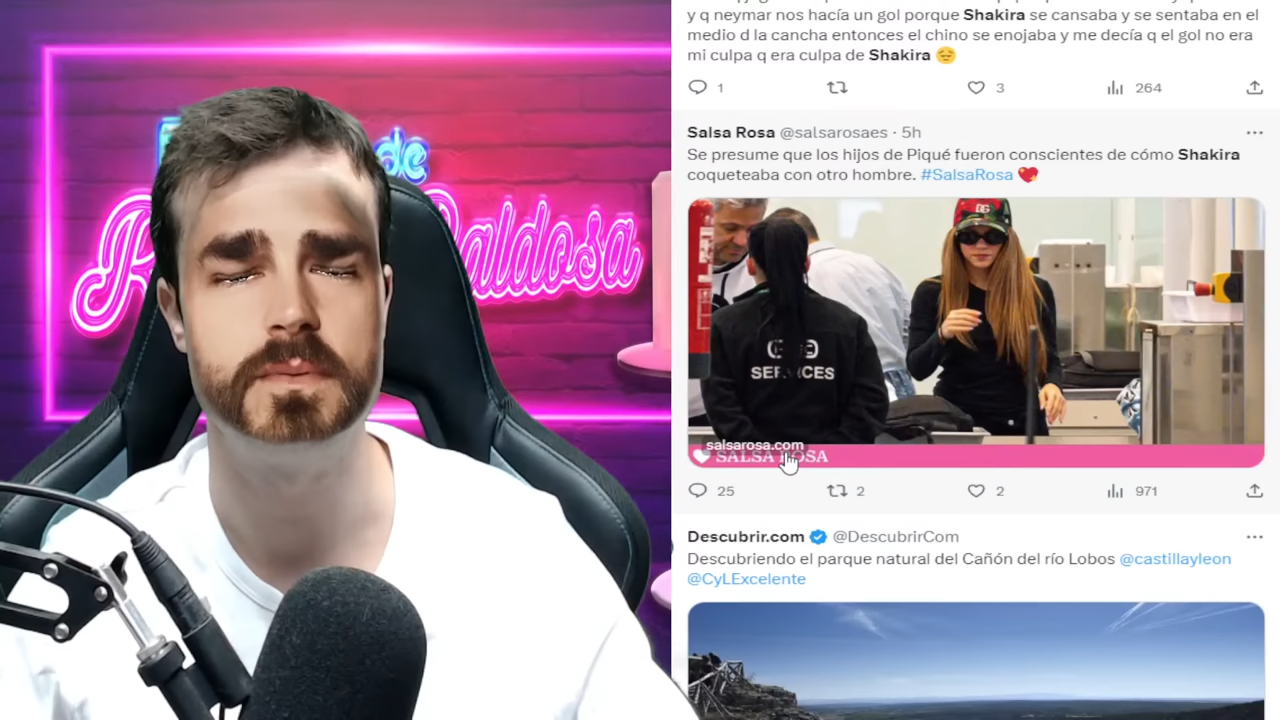 de
aldosa
y q neymar nos hacía un gol porque Shakira se cansaba y se sentaba en el
medio d la cancha entonces el chino se enojaba y me decía q el gol no era
mi culpa q era culpa de Shakira 😔
1 3 264
Salsa Rosa @salsarosaes · 5h
Se presume que los hijos de Piqué fueron conscientes de cómo Shakira
coqueteaba con otro hombre. #SalsaRosa 💖
DG
SERVICES
salsarosa.com
SALSA ROSA
25 2 2 971
Descubrir.com @DescubrirCom
Descubriendo el parque natural del Cañón del río Lobos @castillayleon
@CyLExcelente